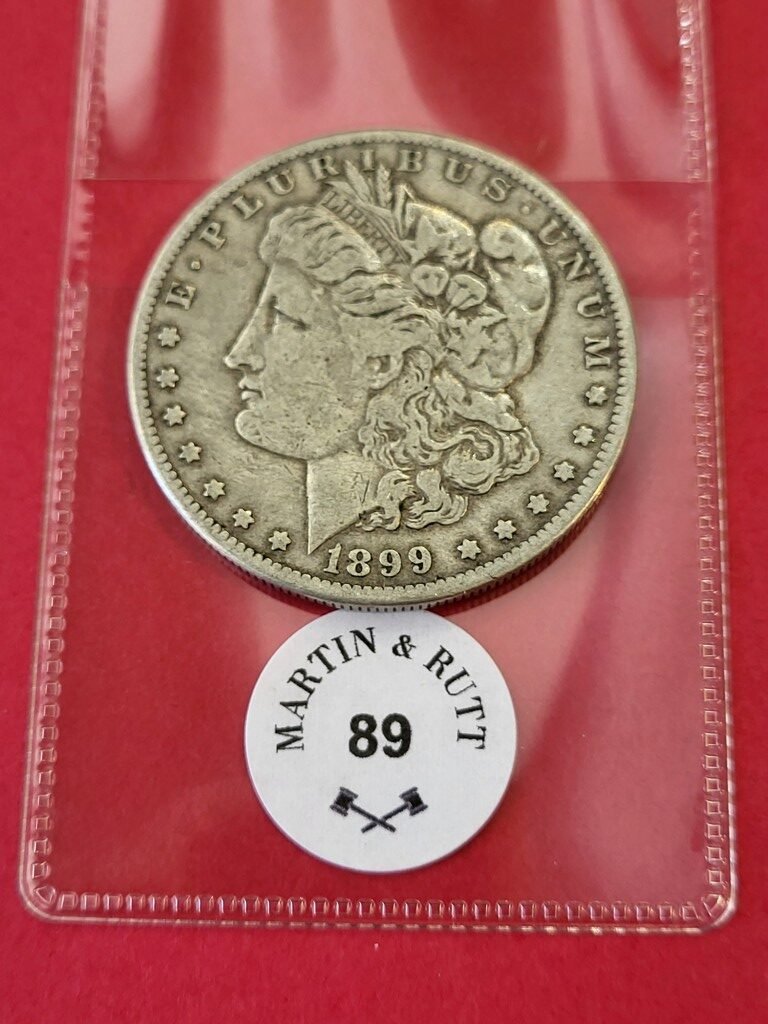 E·PLURIBUS·UNUM
LIBERTY
1899
MARTIN & RUTT
89